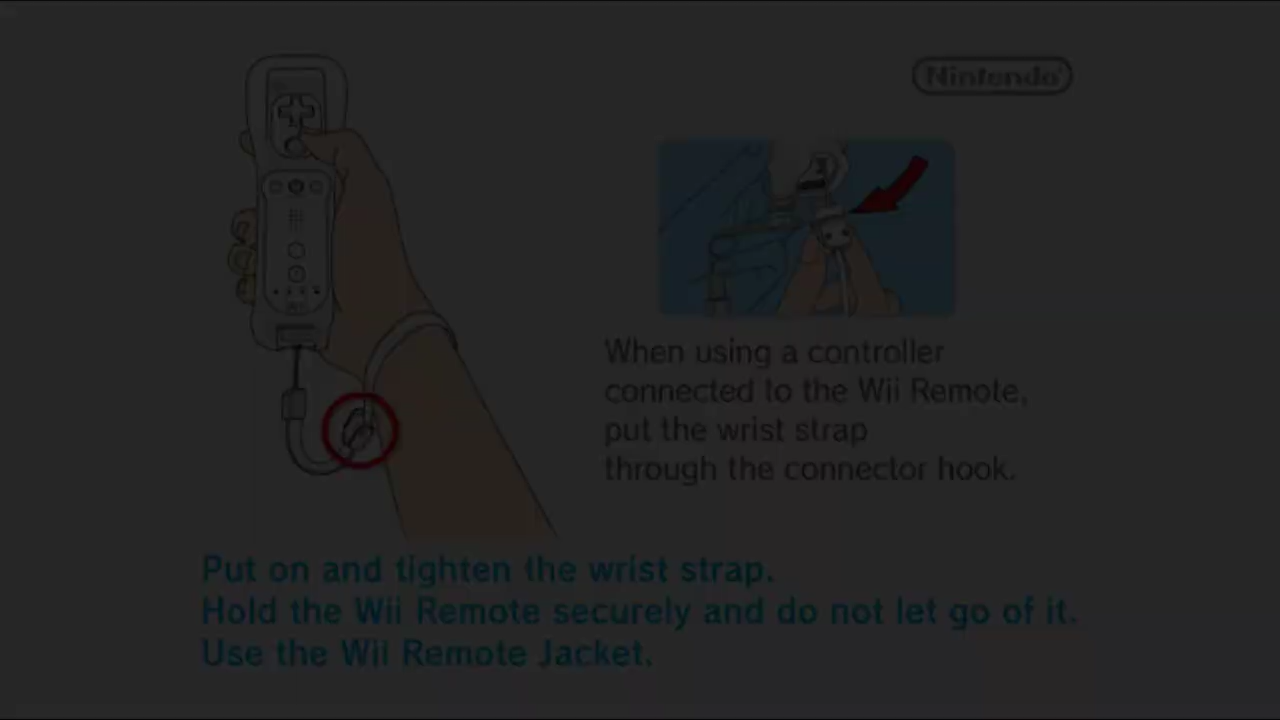 Nintendo
When using a controller
connected to the Wii Remote,
put the wrist strap
through the connector hook.
Put on and tighten the wrist strap.
Hold the Wii Remote securely and do not let go of it.
Use the Wii Remote Jacket.